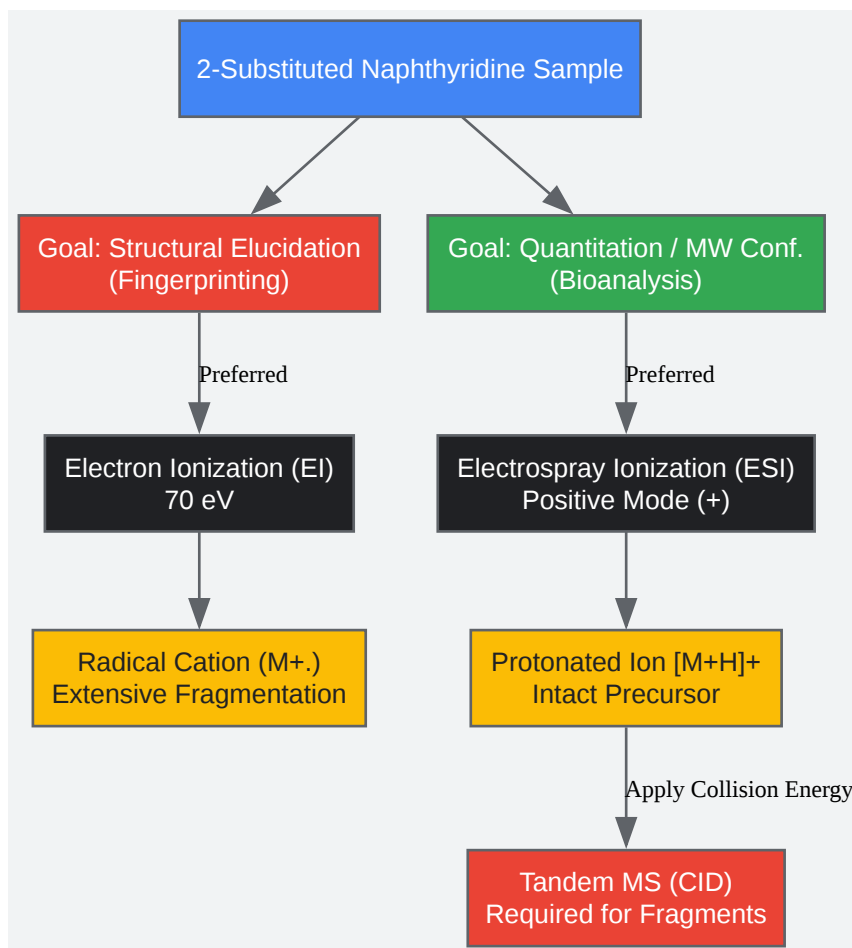 2-Substituted Naphthyridine Sample
Goal: Structural Elucidation
(Fingerprinting)
Goal: Quantitation / MW Conf.
(Bioanalysis)
Preferred
Preferred
Electron Ionization (EI)
70 eV
Electrospray Ionization (ESI)
Positive Mode (+)
Radical Cation (M+.)
Extensive Fragmentation
Protonated Ion [M+H]+
Intact Precursor
Apply Collision Energy
Tandem MS (CID)
Required for Fragments